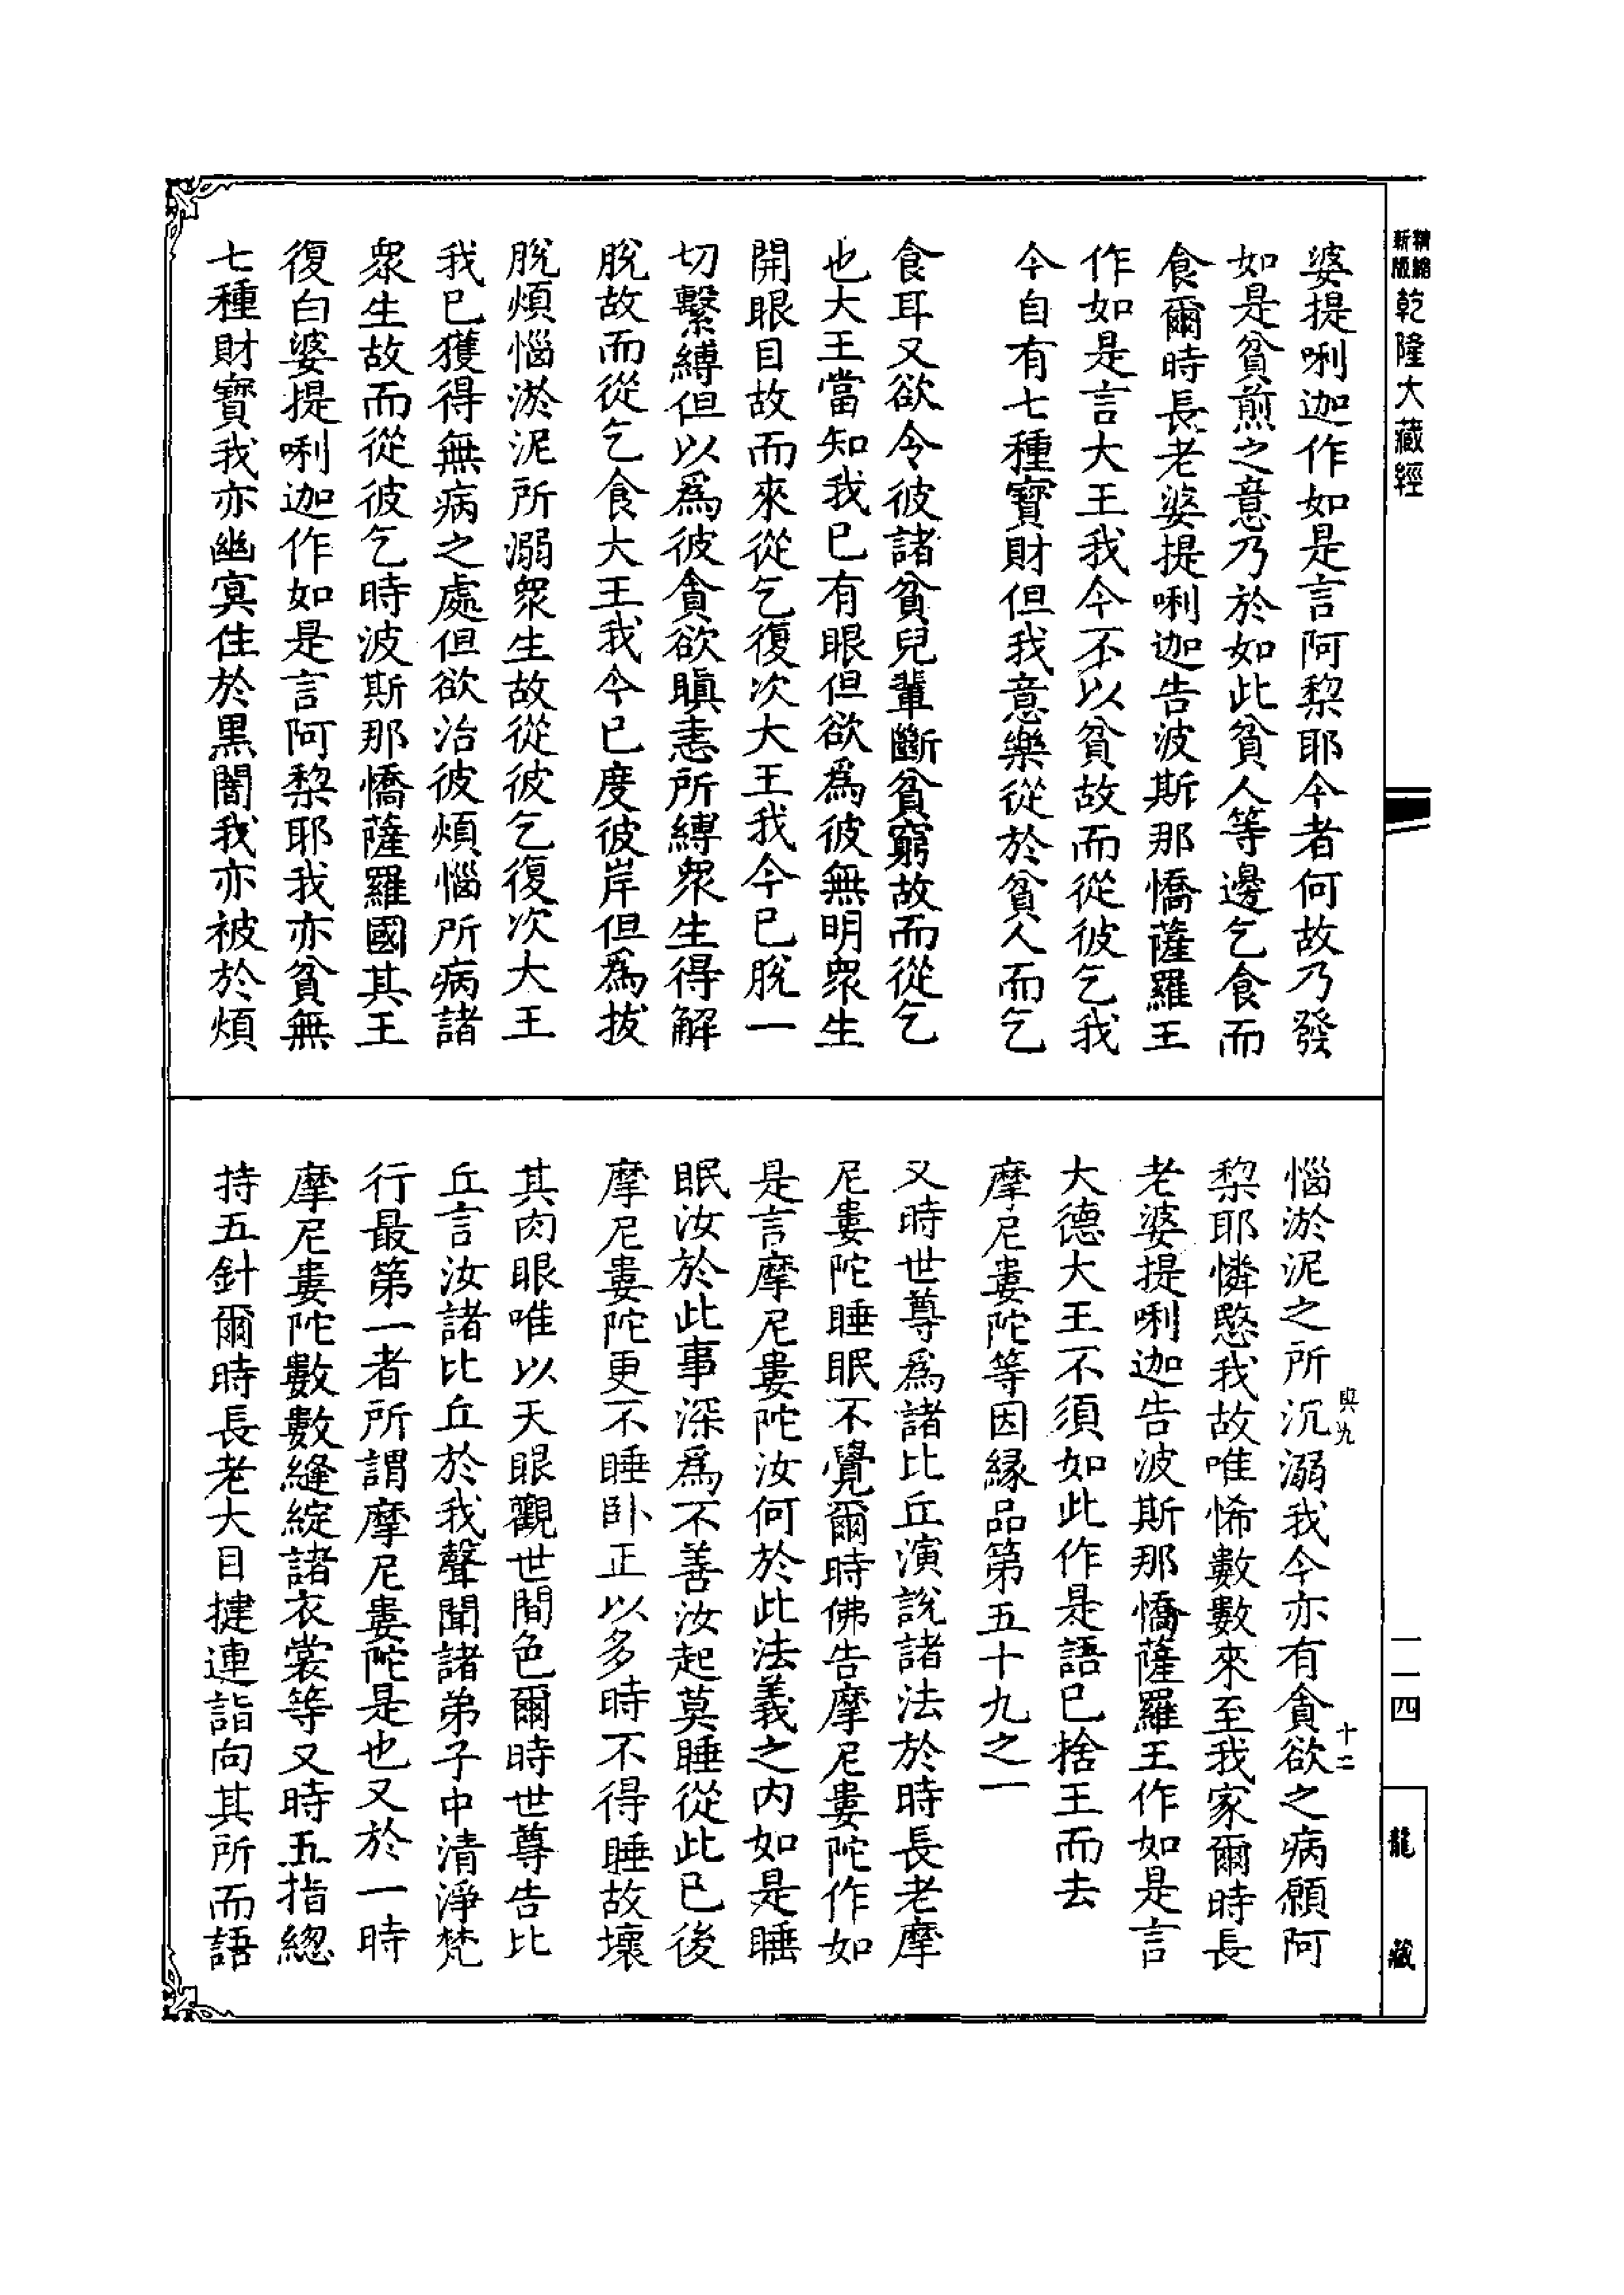 精縮新版乾隆大藏經
婆提唎迦作如是言阿梨耶今者何故乃發
如是貧煎之意乃於如此貧人等邊乞食而
食爾時長老婆提唎迦告波斯那憍薩羅王
作如是言大王我今不以貧故而從彼乞我
今自有七種寶財但我意樂從於貧人而乞
食耳又欲令彼諸貧兒輩斷貧窮故而從乞
也大王當知我已有眼但欲爲彼無明眾生
開眼目故而來從乞復次大王我今已脫一
切繫縛但以爲彼貪欲瞋恚所縛眾生得解
脫故而從乞食大王我今已度彼岸但為拔
脫煩惱淤泥所溺眾生故從彼乞復次大王
我已獲得無病之處但欲治彼煩惱所病諸
眾生故而從彼乞時波斯那憍薩羅國其王
復白婆提唎迦作如是言阿梨耶我亦貧無
七種財寶我亦幽冥住於黑闇我亦被於煩
惱淤泥之所沉溺我今亦有貪欲之病願阿
梨耶憐愍我故唯悕數數來至我家爾時長
老婆提唎迦告波斯那憍薩羅王作如是言
大德大王不須如此作是語已捨王而去
摩尼婁陀等因緣品第五十九之一
又時世尊爲諸比丘演說諸法於時長老摩
尼婁陀睡眠不覺爾時佛告摩尼婁陀作如
是言摩尼婁陀汝何於此法義之内如是睡
眠汝於此事深爲不善汝起莫睡從此已後
摩尼婁陀更不睡卧正以多時不得睡故壞
其肉眼唯以天眼觀世間色爾時世尊告比
丘言汝諸比丘於我聲聞諸弟子中清淨梵
行最第一者所謂摩尼婁陀是也又於一時
摩尼婁陀數數縫綻諸衣裳等又時五指總
持五針爾時長老大目揵連詣向其所而語
與九
十二
一一四
龍藏